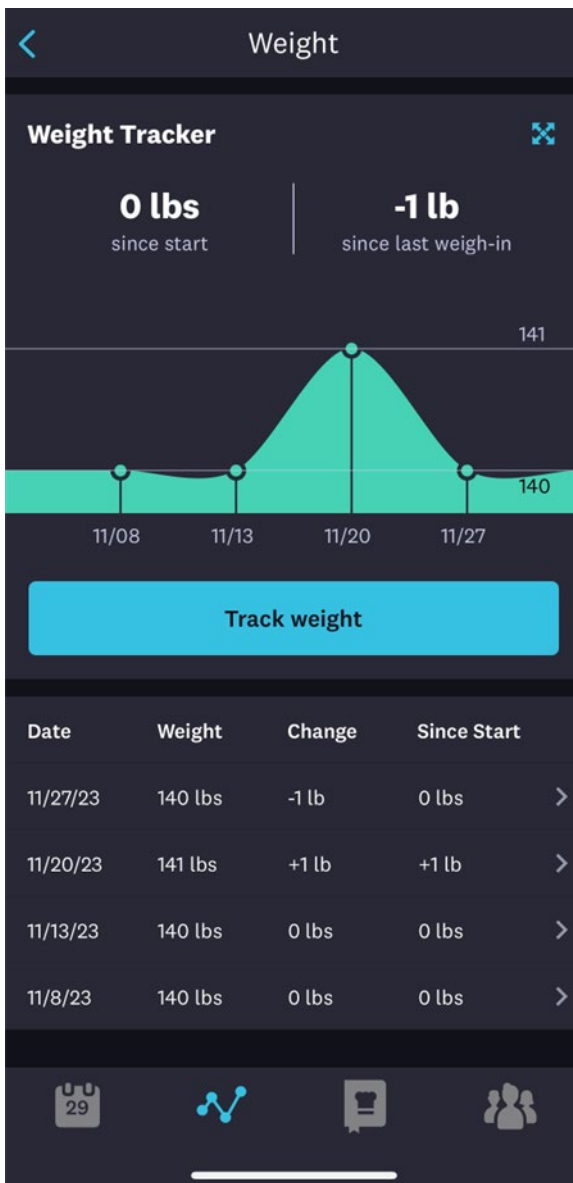 Weight
Weight Tracker
0 lbs -1 lb
since start since last weigh-in
141
140
11/08 11/13 11/20 11/27
Track weight
Date Weight Change Since Start
11/27/23 140 lbs -1 lb 0 lbs
11/20/23 141 lbs +1 lb +1 lb
11/13/23 140 lbs 0 lbs 0 lbs
11/8/23 140 lbs 0 lbs 0 lbs
29